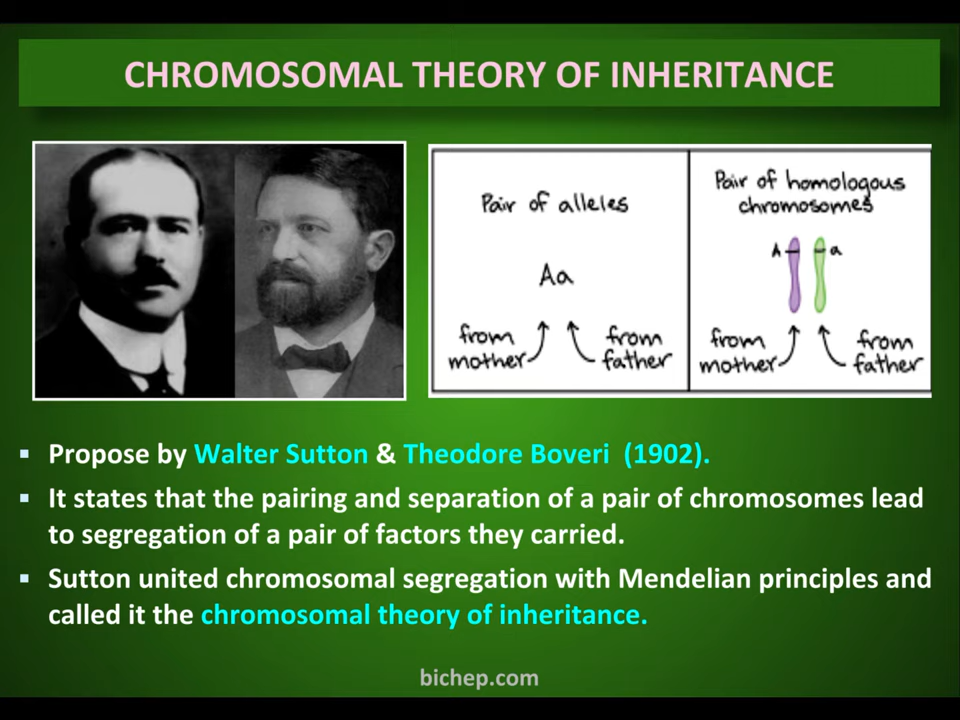 CHROMOSOMAL THEORY OF INHERITANCE
Pair of alleles
Aa
from mother
from father
Pair of homologous
chromosomes
A
a
from mother
from father
▪ Propose by Walter Sutton & Theodore Boveri (1902).
▪ It states that the pairing and separation of a pair of chromosomes lead
to segregation of a pair of factors they carried.
▪ Sutton united chromosomal segregation with Mendelian principles and
called it the chromosomal theory of inheritance.
bichep.com